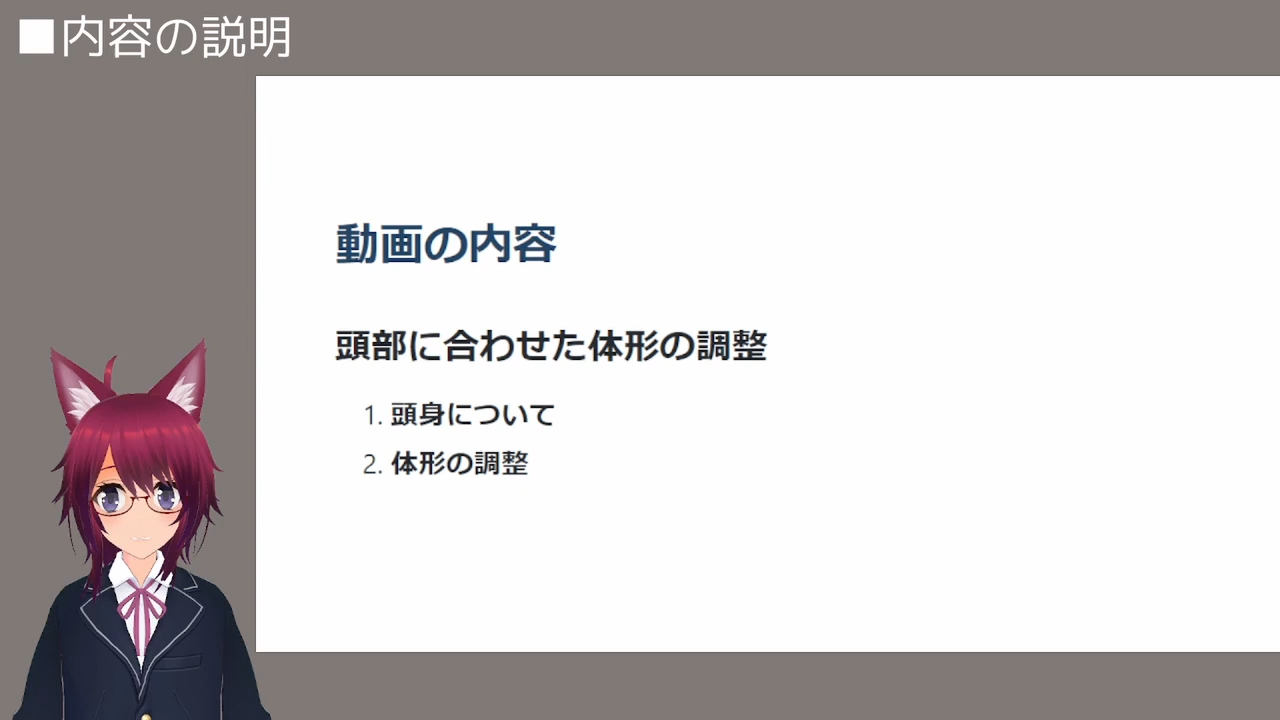 ■内容の説明
動画の内容
頭部に合わせた体形の調整
1. 頭身について
2. 体形の調整